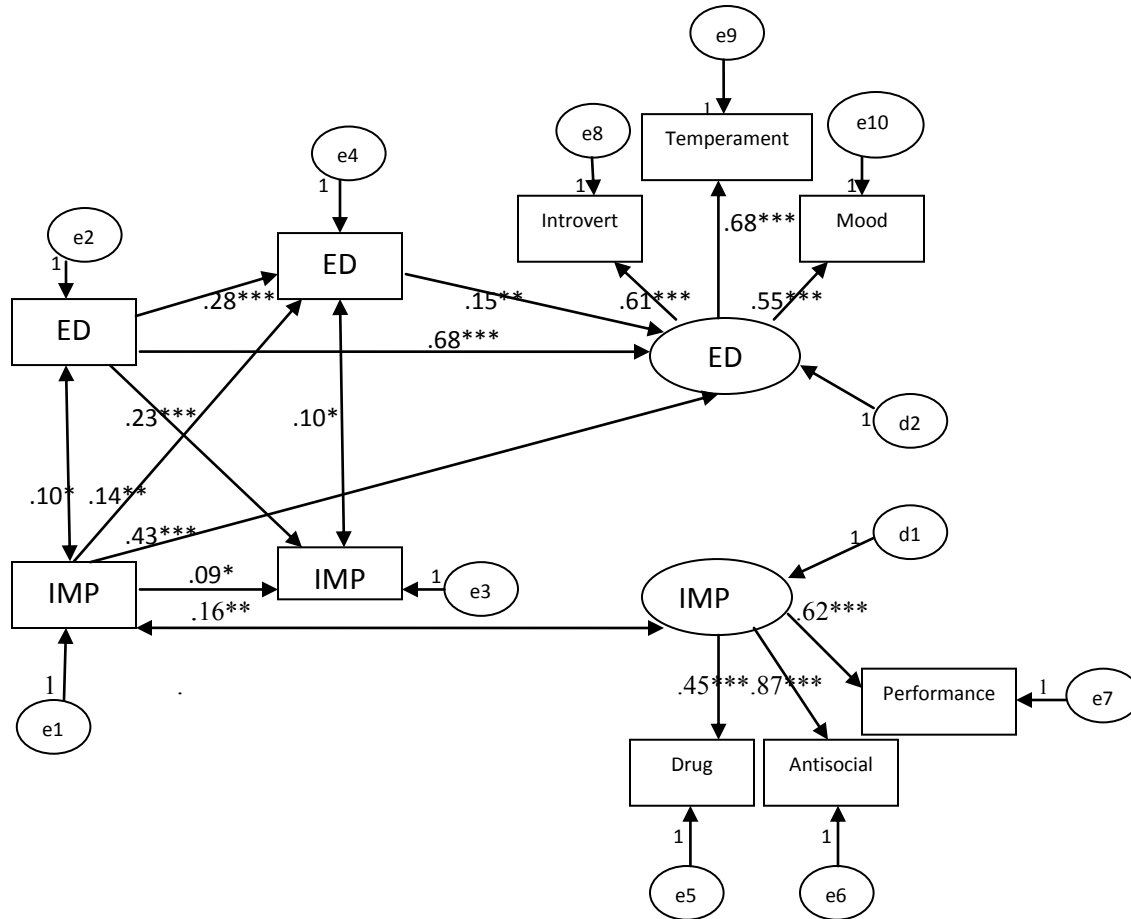 e9
1
Temperament
e8
1
Introvert
e10
1
Mood
e4
1
ED
e2
1
ED
.28***
.15**
.68***
.61***
.68***
.55***
ED
1
d2
.23***
.10*
.10*
.14**
.43***
IMP
.09*
IMP
1
e3
.16**
IMP
1
d1
.62***
.45***
.87***
Performance
1
e7
1
e1
.
Drug
Antisocial
1
e5
1
e6